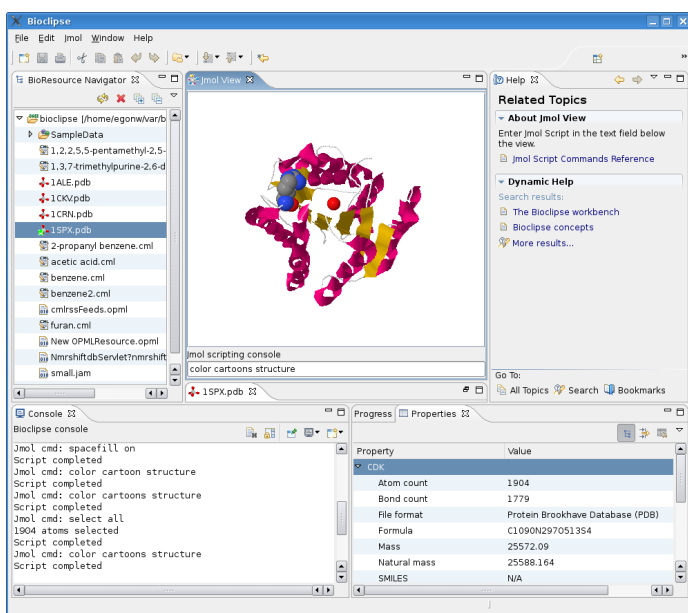 Bioclipse
File Edit Jmol Window Help
BioResource Navigator
bioclipse [/home/egonw/var/b
SampleData
1,2,2,5,5-pentamethyl-2,5-
1,3,7-trimethylpurine-2,6-d
1ALE.pdb
1CKV.pdb
1CRN.pdb
1SPX.pdb
2-propanyl benzene.cml
acetic acid.cml
benzene.cml
benzene2.cml
cmlrssFeeds.opml
furan.cml
New OPMLResource.opml
NmrshiftdbServlet?nmrshift
small.jam
Jmol View
Jmol scripting console
color cartoons structure
1SPX.pdb
Help
Related Topics
About Jmol View
Enter Jmol Script in the text field below
the view.
Jmol Script Commands Reference
Dynamic Help
Search results:
The Bioclipse workbench
Bioclipse concepts
More results...
Go To:
All Topics Search Bookmarks
Console
Bioclipse console
Jmol cmd: spacefill on
Script completed
Jmol cmd: color cartoon structure
Script completed
Jmol cmd: color cartoons structure
Script completed
Jmol cmd: select all
1904 atoms selected
Script completed
Jmol cmd: color cartoons structure
Script completed
Progress Properties
Property Value
CDK
Atom count 1904
Bond count 1779
File format Protein Brookhave Database (PDB)
Formula C1090N297O513S4
Mass 25572.09
Natural mass 25588.164
SMILES N/A